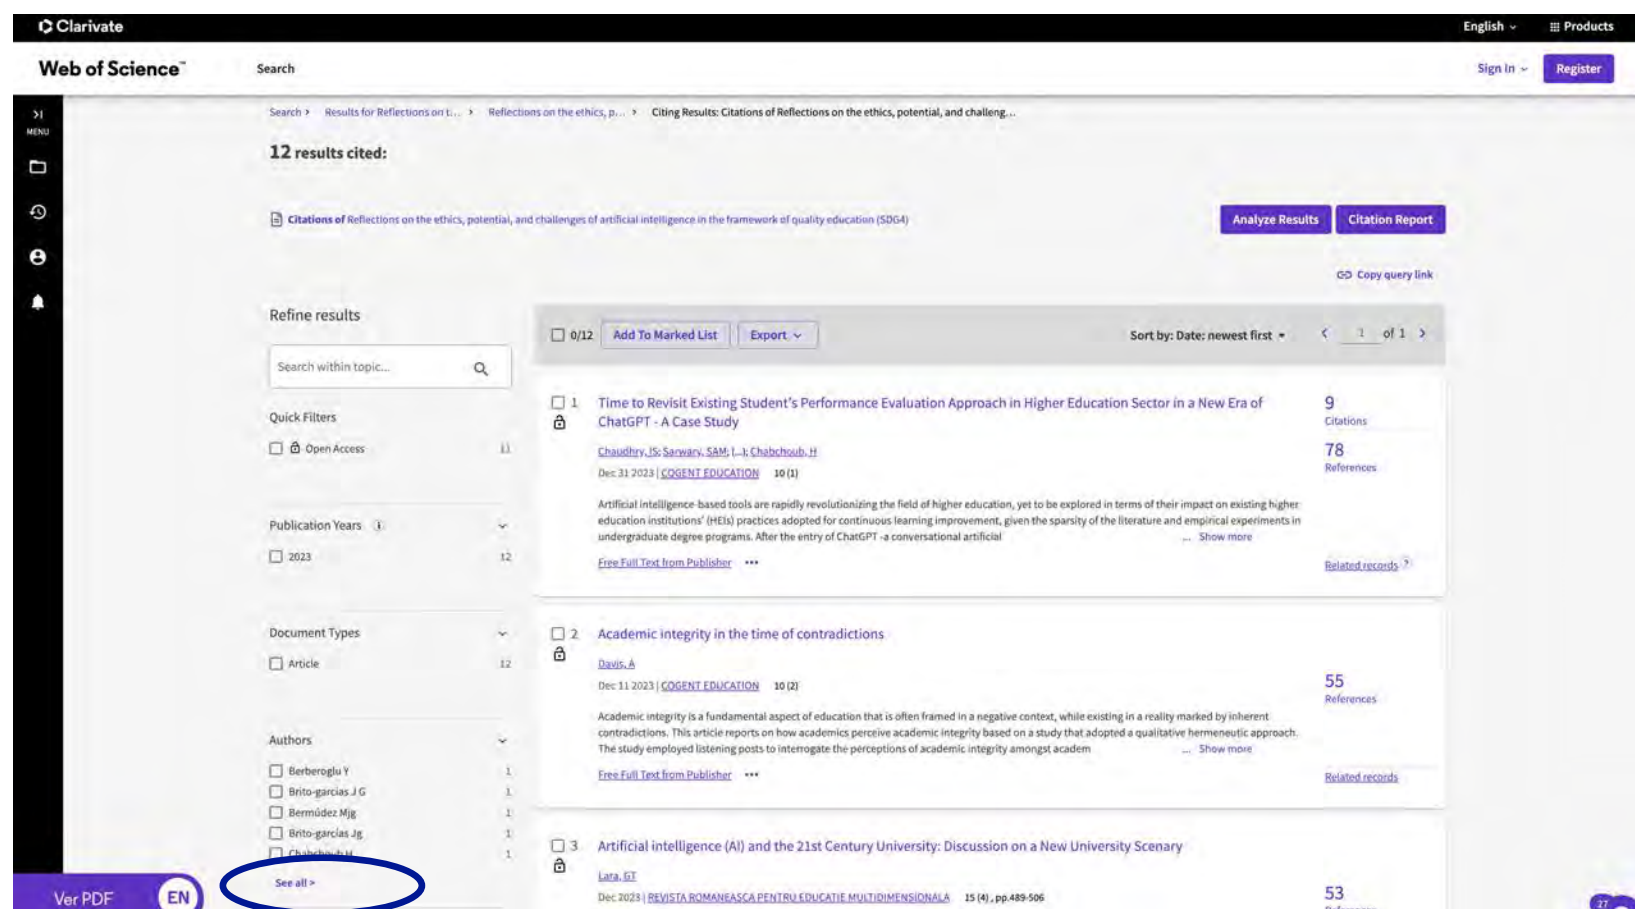 Clarivate
English
Products
Web of Science™
Search
Sign In
Register
MENU
Search > Results for Reflections on t... > Reflections on the ethics, p... > Citing Results: Citations of Reflections on the ethics, potential, and challeng...
12 results cited:
Citations of Reflections on the ethics, potential, and challenges of artificial intelligence in the framework of quality education (SDG4)
Analyze Results
Citation Report
Copy query link
Refine results
Search within topic...
Quick Filters
Open Access 11
Publication Years
2023 12
Document Types
Article 12
Authors
Berberoglu Y 1
Brito-garcias J G 1
Bermúdez Mjg 1
Brito-garcías Jg 1
Chabchoub H 1
See all >
0/12 Add To Marked List Export
Sort by: Date: newest first
< 1 of 1 >
1 Time to Revisit Existing Student's Performance Evaluation Approach in Higher Education Sector in a New Era of
ChatGPT - A Case Study
Chaudhry, IS; Sarwary, SAM; (...); Chabchoub, H
Dec 31 2023 | COGENT EDUCATION 10 (1)
Artificial intelligence-based tools are rapidly revolutionizing the field of higher education, yet to be explored in terms of their impact on existing higher
education institutions' (HEIs) practices adopted for continuous learning improvement, given the sparsity of the literature and empirical experiments in
undergraduate degree programs. After the entry of ChatGPT -a conversational artificial ... Show more
Free Full Text from Publisher •••
9
Citations
78
References
Related records ?
2 Academic integrity in the time of contradictions
Davis, A
Dec 11 2023 | COGENT EDUCATION 10 (2)
Academic integrity is a fundamental aspect of education that is often framed in a negative context, while existing in a reality marked by inherent
contradictions. This article reports on how academics perceive academic integrity based on a study that adopted a qualitative hermeneutic approach.
The study employed listening posts to interrogate the perceptions of academic integrity amongst academ ... Show more
Free Full Text from Publisher •••
55
References
Related records
3 Artificial intelligence (AI) and the 21st Century University: Discussion on a New University Scenary
Lara, GT
Dec 2023 | REVISTA ROMANEASCA PENTRU EDUCATIE MULTIDIMENSIONALA 15 (4), pp.489-506
53
References
Ver PDF
EN
27